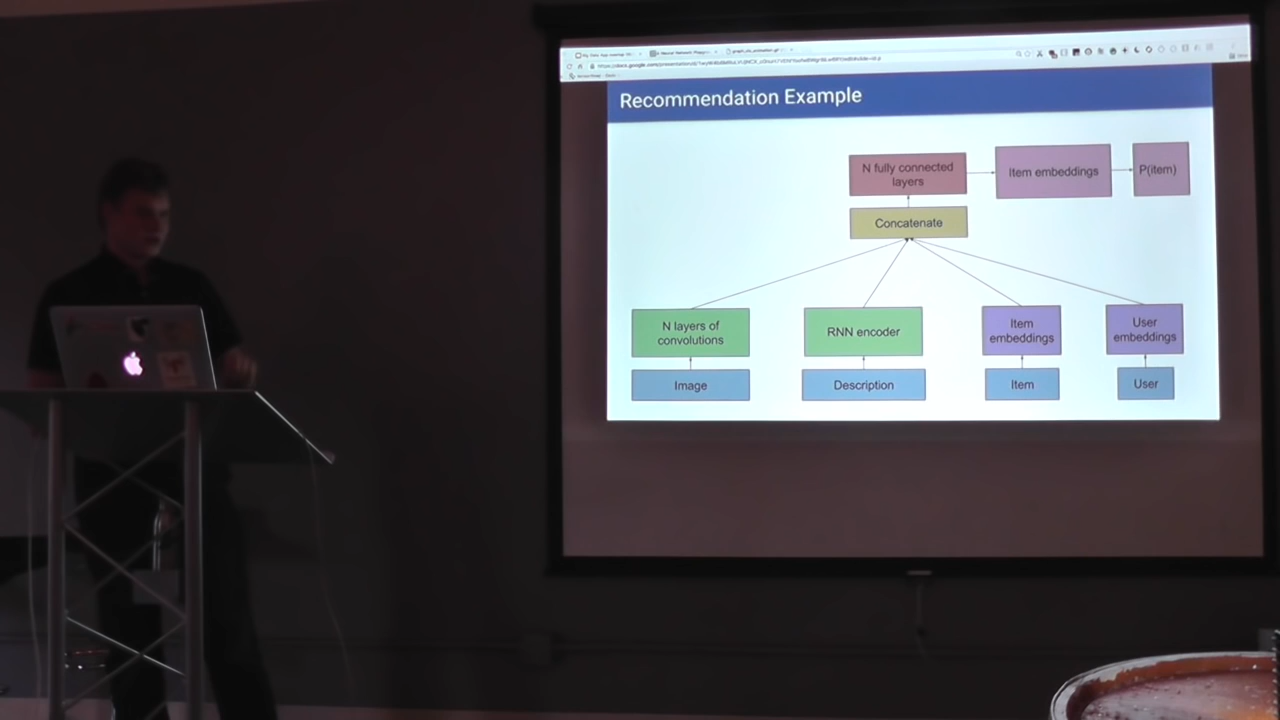 Recommendation Example
N fully connected
layers
Item embeddings
P(item)
Concatenate
N layers of
convolutions
RNN encoder
Item
embeddings
User
embeddings
Image
Description
Item
User